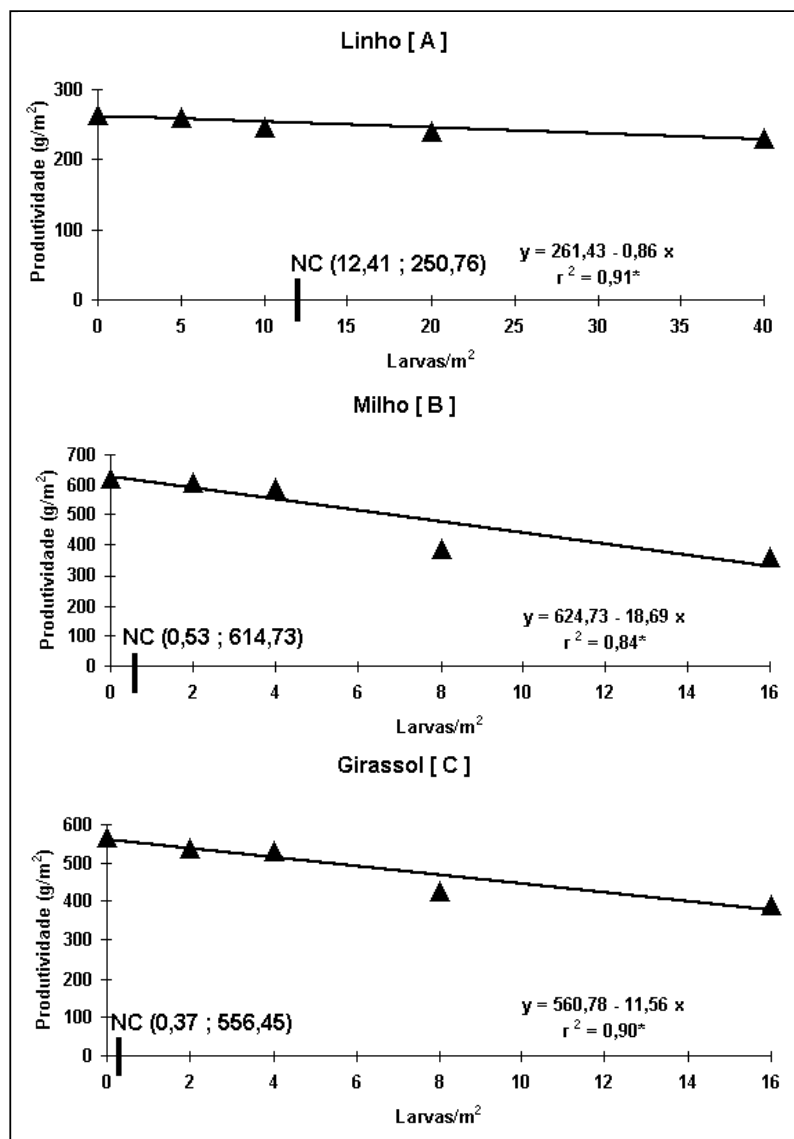 Linho [ A ]
Produtividade (g/m²)
300
200
100
0
NC (12,41 ; 250,76)
y = 261,43 - 0,86 x
r² = 0,91*
0 5 10 15 20 25 30 35 40
Larvas/m²
Milho [ B ]
Produtividade (g/m²)
700
600
500
400
300
200
100
0
NC (0,53 ; 614,73)
y = 624,73 - 18,69 x
r² = 0,84*
0 2 4 6 8 10 12 14 16
Larvas/m²
Girassol [ C ]
Produtividade (g/m²)
600
500
400
300
200
100
0
NC (0,37 ; 556,45)
y = 560,78 - 11,56 x
r² = 0,90*
0 2 4 6 8 10 12 14 16
Larvas/m²